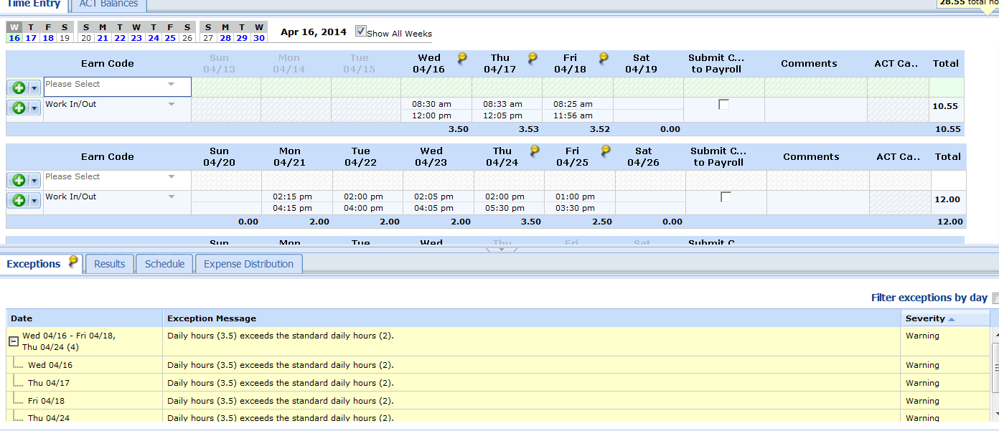 Time Entry ACT Balances
28.55 total ho
W T F S S M T W T F S S M T W
16 17 18 19 20 21 22 23 24 25 26 27 28 29 30
Apr 16, 2014 Show All Weeks
Earn Code Sun 04/13 Mon 04/14 Tue 04/15 Wed 04/16 Thu 04/17 Fri 04/18 Sat 04/19 Submit C... to Payroll Comments ACT Ca.. Total
Please Select
Work In/Out 08:30 am 08:33 am 08:25 am 10.55
12:00 pm 12:05 pm 11:56 am
3.50 3.53 3.52 0.00 10.55
Earn Code Sun 04/20 Mon 04/21 Tue 04/22 Wed 04/23 Thu 04/24 Fri 04/25 Sat 04/26 Submit C... to Payroll Comments ACT Ca.. Total
Please Select
Work In/Out 02:15 pm 02:00 pm 02:05 pm 02:00 pm 01:00 pm 12.00
04:15 pm 04:00 pm 04:05 pm 05:30 pm 03:30 pm
0.00 2.00 2.00 2.00 3.50 2.50 0.00 12.00
Sun Mon Tue Wed Thu Fri Sat Submit C
Exceptions Results Schedule Expense Distribution
Filter exceptions by day
Date Exception Message Severity
Wed 04/16 - Fri 04/18, Daily hours (3.5) exceeds the standard daily hours (2). Warning
Thu 04/24 (4)
Wed 04/16 Daily hours (3.5) exceeds the standard daily hours (2). Warning
Thu 04/17 Daily hours (3.5) exceeds the standard daily hours (2). Warning
Fri 04/18 Daily hours (3.5) exceeds the standard daily hours (2). Warning
Thu 04/24 Daily hours (3.5) exceeds the standard daily hours (2). Warning